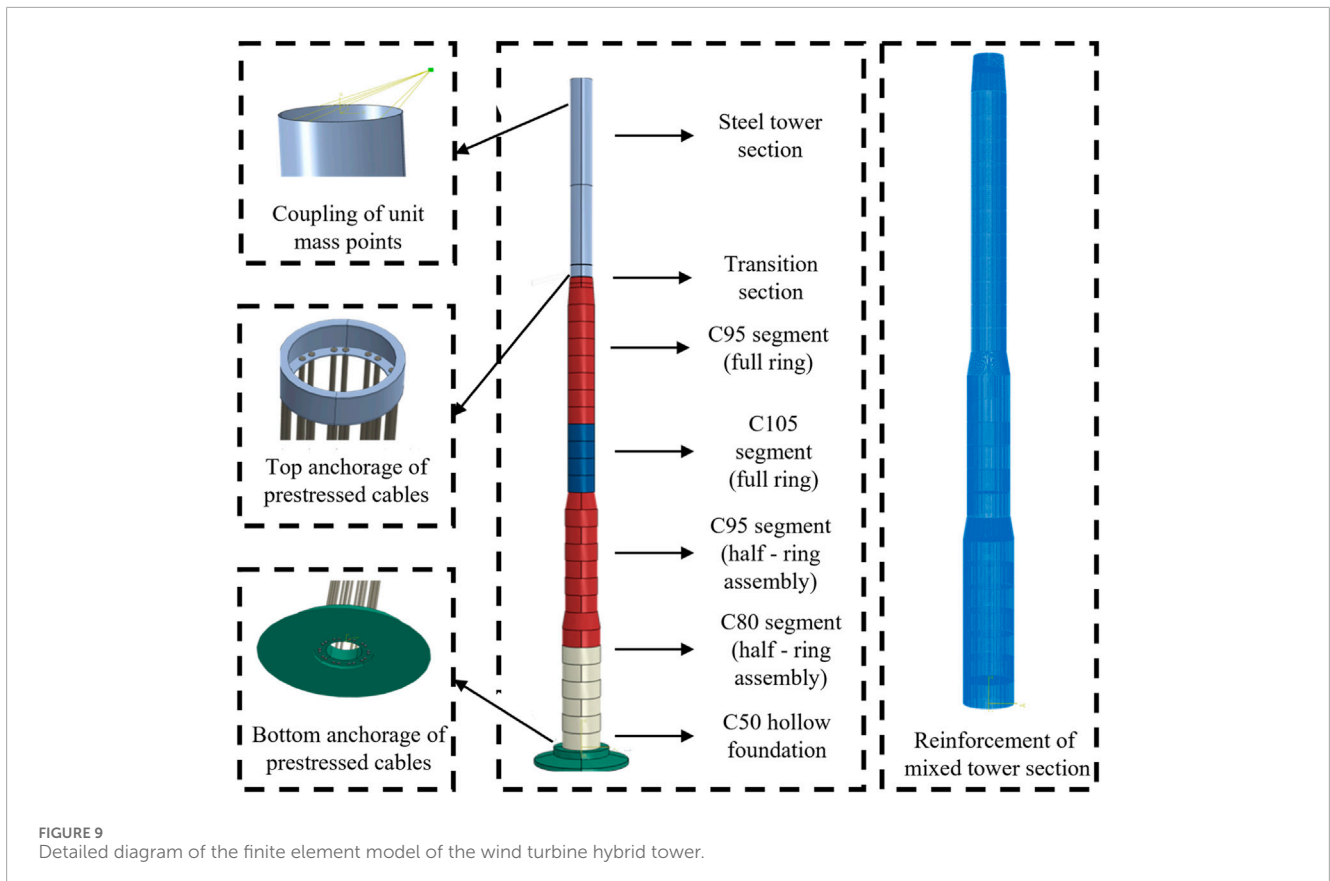 Coupling of unit
mass points
Top anchorage of
prestressed cables
Bottom anchorage of
prestressed cables
Steel tower
section
Transition
section
C95 segment
(full ring)
C105
segment
(full ring)
C95 segment
(half - ring
assembly)
C80 segment
(half - ring
assembly)
C50 hollow
foundation
Reinforcement of
mixed tower section
FIGURE 9
Detailed diagram of the finite element model of the wind turbine hybrid tower.